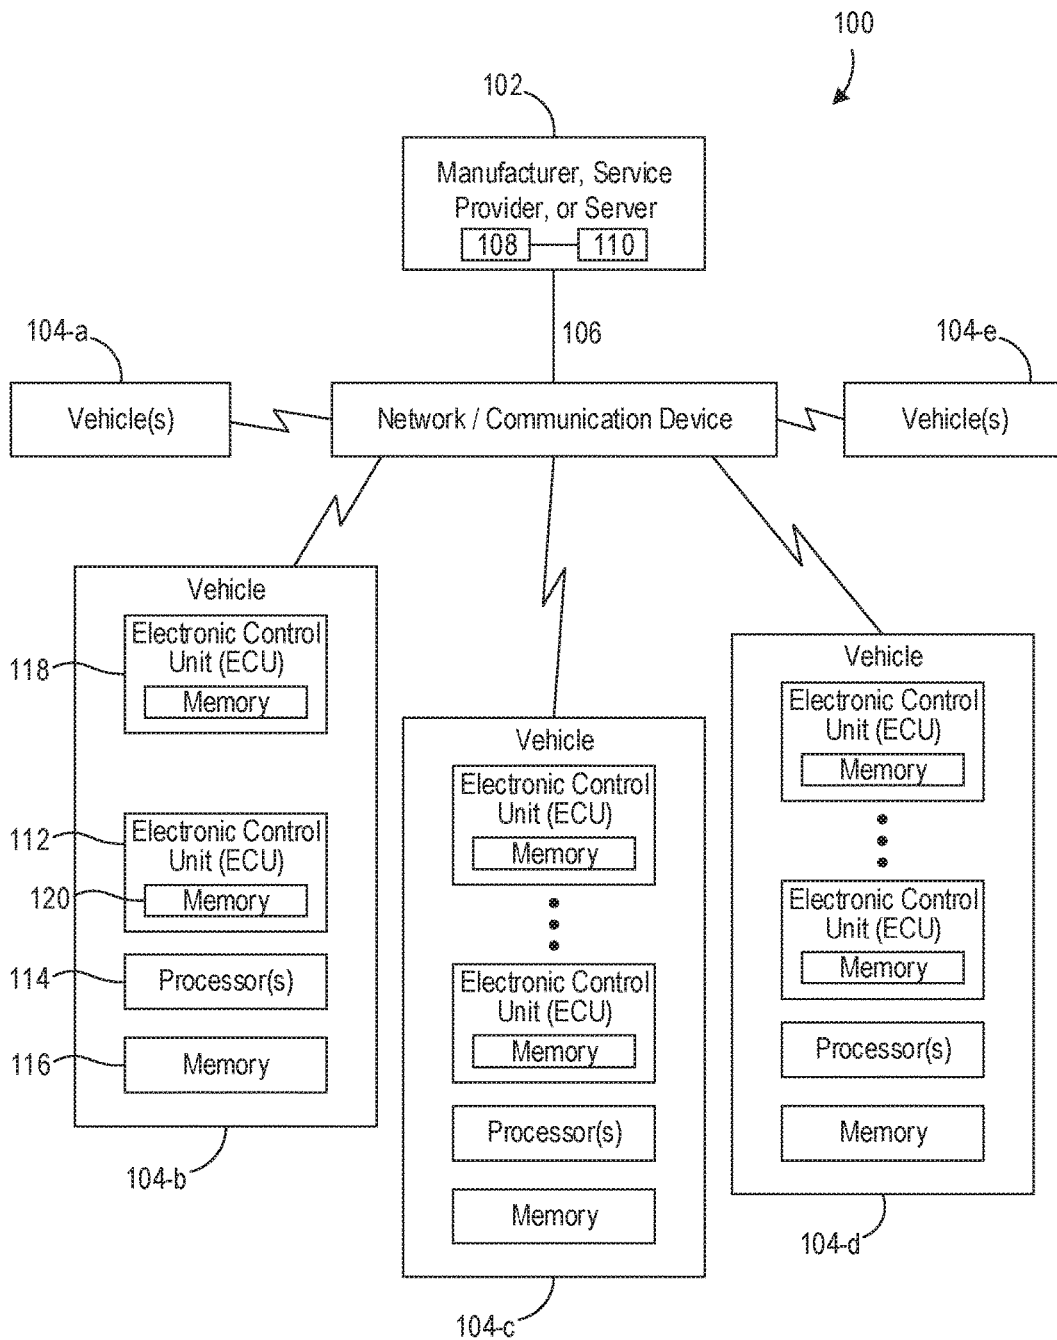 100
102
Manufacturer, Service
Provider, or Server
108
110
106
104-a
104-e
Vehicle(s)
Network / Communication Device
Vehicle(s)
Vehicle
118
Electronic Control
Unit (ECU)
Memory
112
Electronic Control
Unit (ECU)
120
Memory
114
Processor(s)
116
Memory
104-b
Vehicle
Electronic Control
Unit (ECU)
Memory
Electronic Control
Unit (ECU)
Memory
Processor(s)
Memory
104-c
Vehicle
Electronic Control
Unit (ECU)
Memory
Electronic Control
Unit (ECU)
Memory
Processor(s)
Memory
104-d